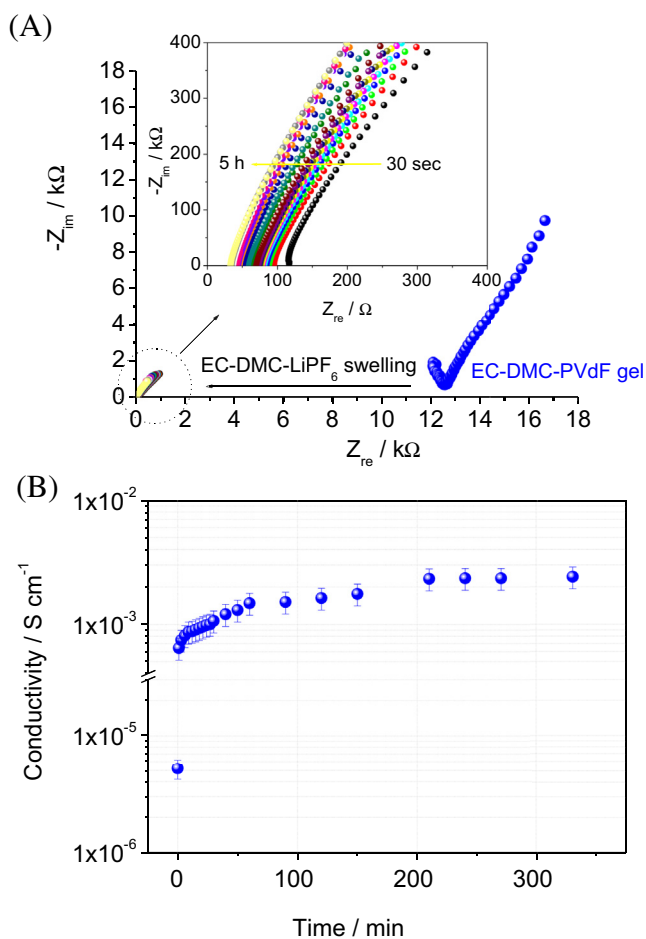 (A)
18
16
14
12
10
8
6
4
2
0
-Z_im / kΩ
400
300
200
100
0
-Z_im / kΩ
5 h
30 sec
0 100 200 300 400
Z_re / Ω
EC-DMC-LiPF₆ swelling
EC-DMC-PVdF gel
0 2 4 6 8 10 12 14 16 18
Z_re / kΩ
(B)
1x10⁻²
1x10⁻³
1x10⁻⁵
1x10⁻⁶
Conductivity / S cm⁻¹
0 100 200 300
Time / min